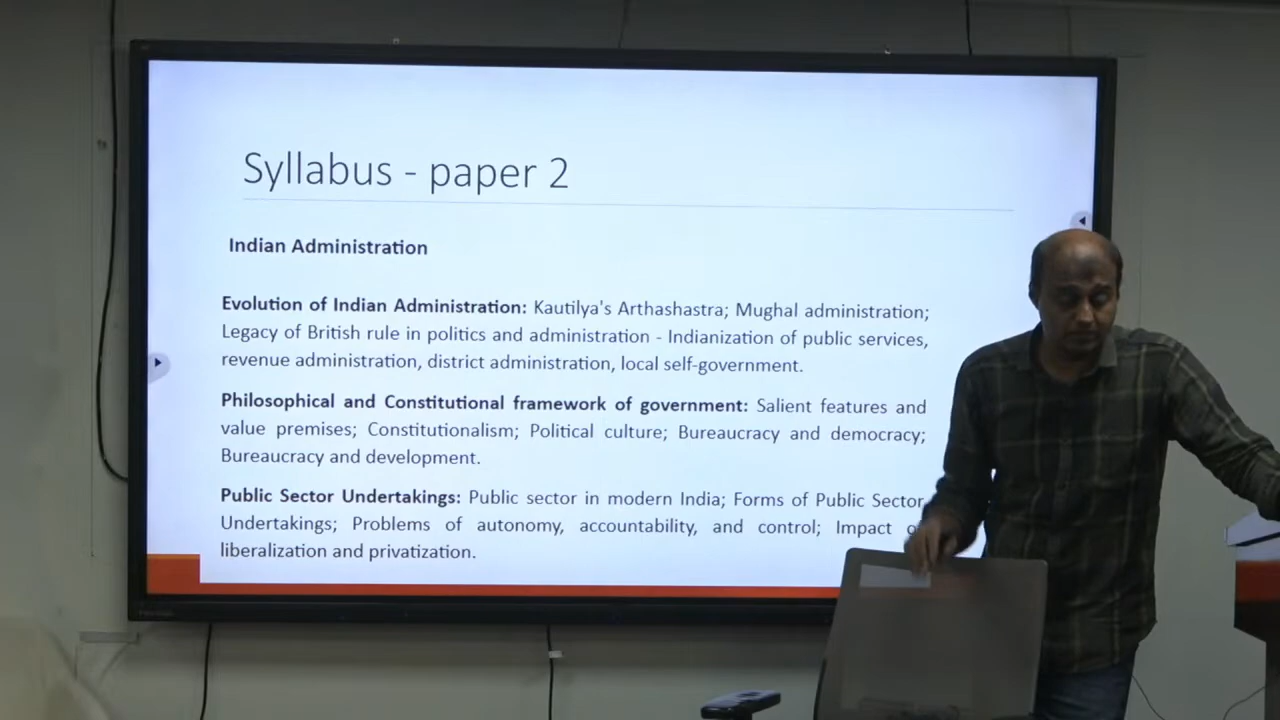 Syllabus - paper 2
Indian Administration
Evolution of Indian Administration: Kautilya's Arthashastra; Mughal administration;
Legacy of British rule in politics and administration - Indianization of public services,
revenue administration, district administration, local self-government.
Philosophical and Constitutional framework of government: Salient features and
value premises; Constitutionalism; Political culture; Bureaucracy and democracy;
Bureaucracy and development.
Public Sector Undertakings: Public sector in modern India; Forms of Public Sector
Undertakings; Problems of autonomy, accountability, and control; Impact
liberalization and privatization.